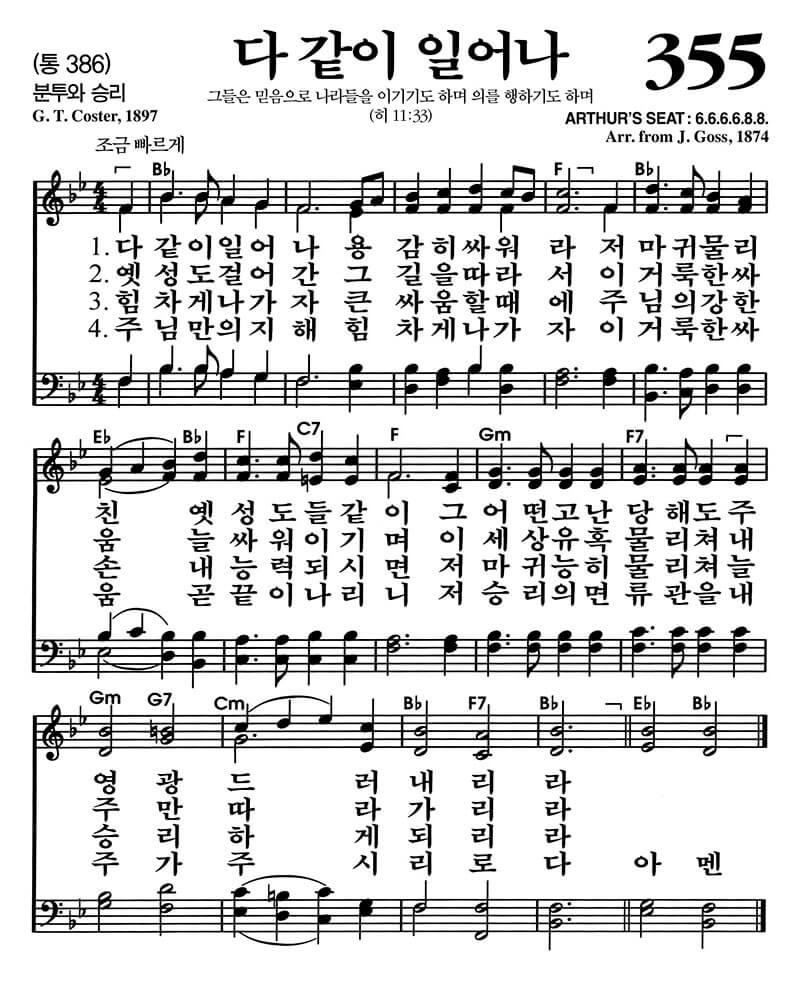 (통 386)
다 같이 일어나
355
분투와 승리
그들은 믿음으로 나라들을 이기기도 하며 의를 행하기도 하며
G. T. Coster, 1897
(히 11:33)
ARTHUR'S SEAT : 6.6.6.6.8.8.
Arr. from J. Goss, 1874
조금 빠르게
B♭ F B♭
4 4
1. 다 같이일어 나 용 감히싸워 라 저 마귀물리
2. 옛 성도걸어 간 그 길을따라 서 이 거룩한싸
3. 힘 차게나가 자 큰 싸움할때 에 주 님의강한
4. 주 님만의지 해 힘 차게나가 자 이 거룩한싸
4 4
E♭ B♭ F C7 F Gm F7
친 옛 성도들같 이 그 어떤고난 당해도주
움 늘 싸워이기 며 이 세상유혹 물리쳐내
손 내 능력되시 면 저 마귀능히 물리쳐늘
움 곧 끝이나리 니 저 승리의면 류관을내
Gm G7 Cm B♭ F7 B♭ E♭ B♭
영 광 드 러 내 리 라
주 만 따 라 가 리 라
승 리 하 게 되 리 라
주 가 주 시 리 로 다 아 멘